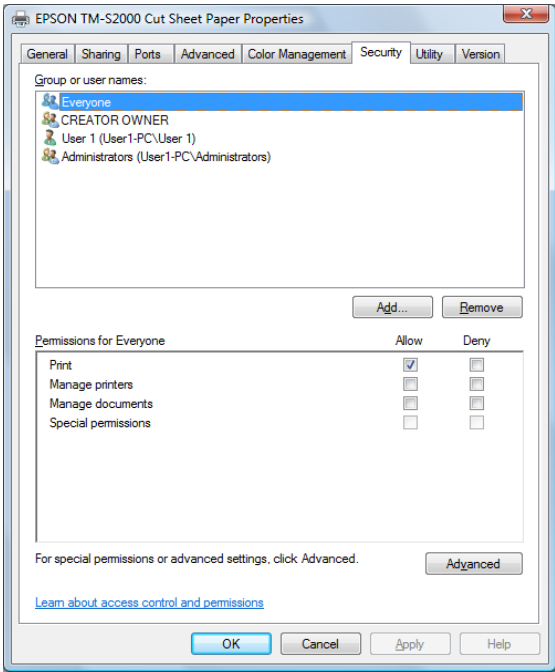 EPSON TM-S2000 Cut Sheet Paper Properties
General Sharing Ports Advanced Color Management Security Utility Version
Group or user names:
Everyone
CREATOR OWNER
User 1 (User1-PC\User 1)
Administrators (User1-PC\Administrators)
Add... Remove
Permissions for Everyone Allow Deny
Print
Manage printers
Manage documents
Special permissions
For special permissions or advanced settings, click Advanced. Advanced
Learn about access control and permissions
OK Cancel Apply Help